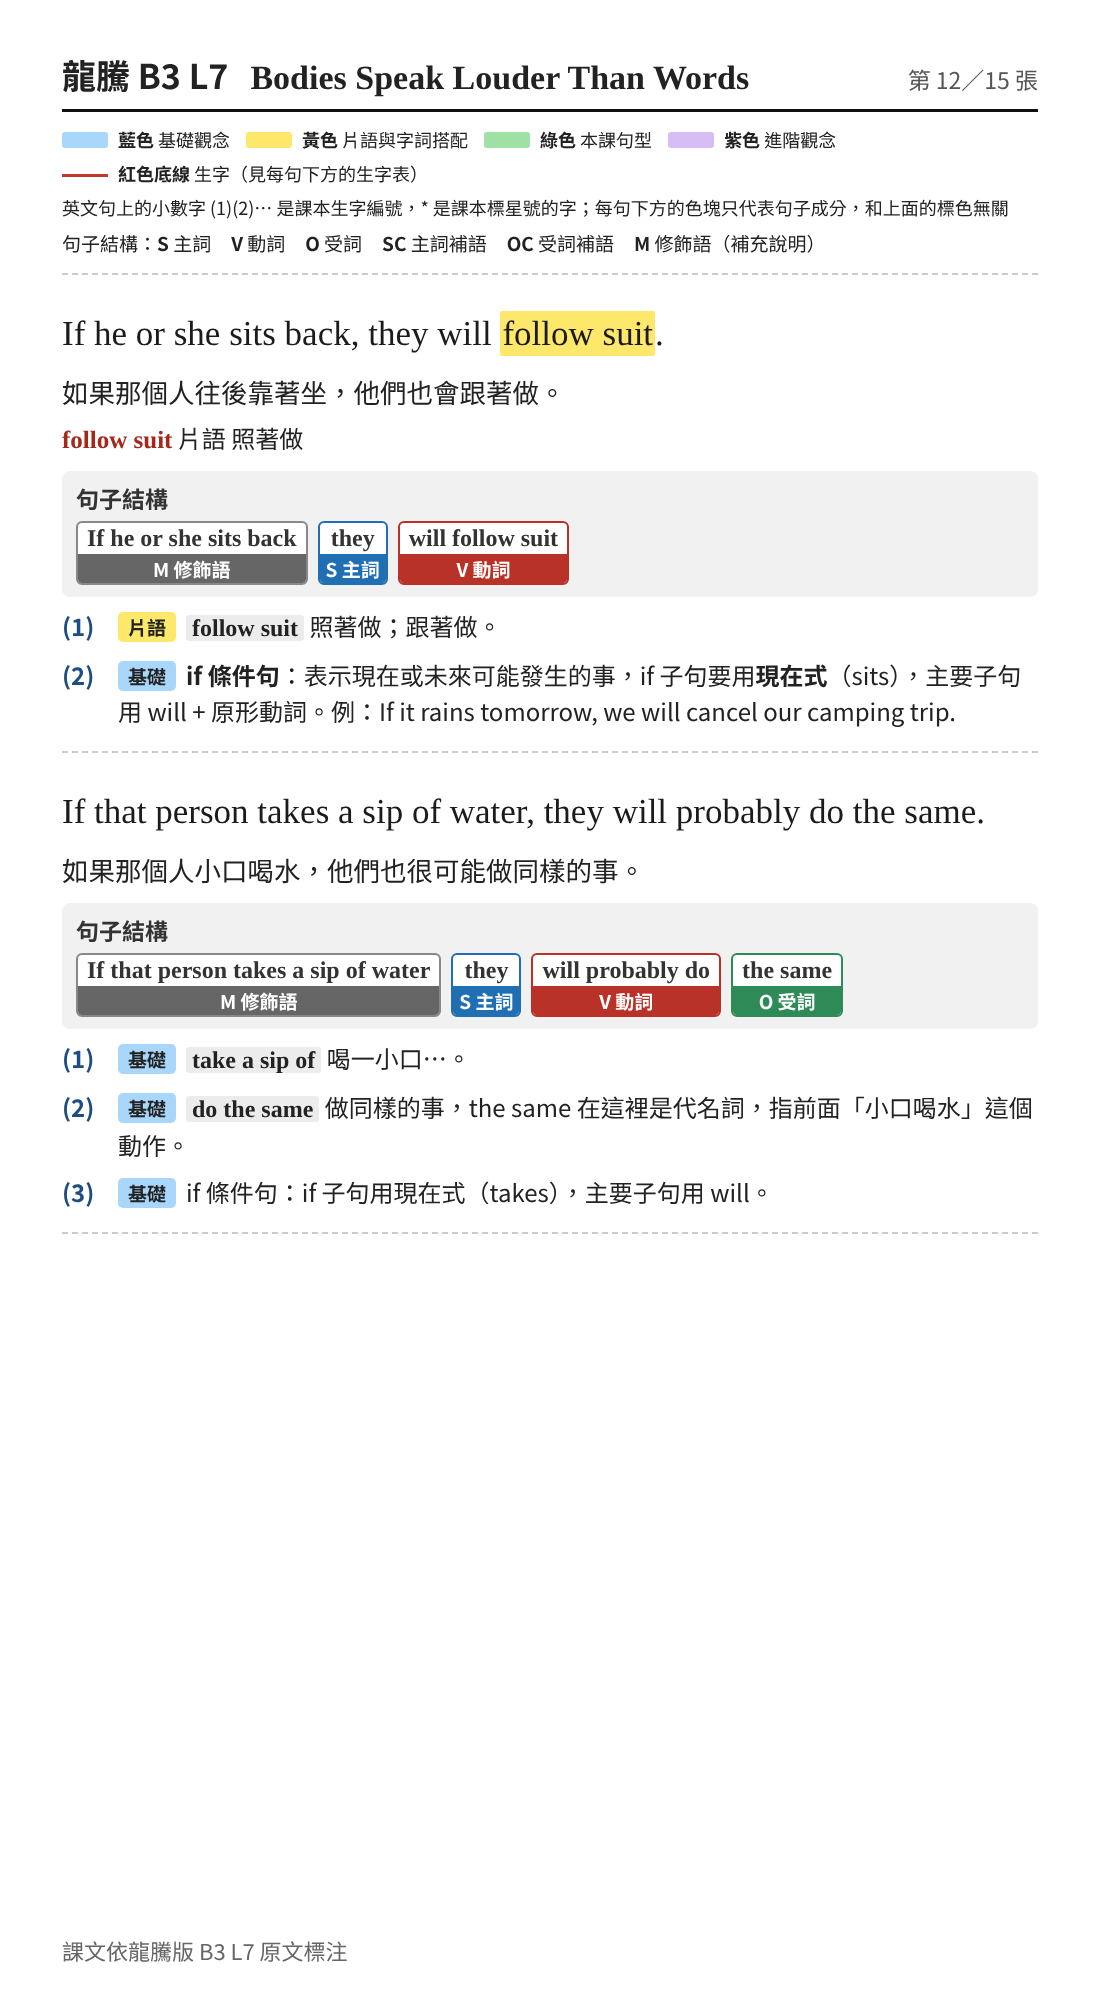 龍騰 B3 L7 Bodies Speak Louder Than Words 第 12／15 張
藍色 基礎觀念 黃色 片語與字詞搭配 綠色 本課句型 紫色 進階觀念
紅色底線 生字（見每句下方的生字表）
英文句上的小數字 (1)(2)⋯ 是課本生字編號，* 是課本標星號的字；每句下方的色塊只代表句子成分，和上面的標色無關
句子結構：S 主詞 V 動詞 O 受詞 SC 主詞補語 OC 受詞補語 M 修飾語（補充說明）
If he or she sits back, they will follow suit.
如果那個人往後靠著坐，他們也會跟著做。
follow suit 片語 照著做
句子結構
If he or she sits back they will follow suit
M 修飾語 S 主詞 V 動詞
(1) 片語 follow suit 照著做；跟著做。
(2) 基礎 if 條件句：表示現在或未來可能發生的事，if 子句要用現在式（sits），主要子句
用 will + 原形動詞。例：If it rains tomorrow, we will cancel our camping trip.
If that person takes a sip of water, they will probably do the same.
如果那個人小口喝水，他們也很可能做同樣的事。
句子結構
If that person takes a sip of water they will probably do the same
M 修飾語 S 主詞 V 動詞 O 受詞
(1) 基礎 take a sip of 喝一小口⋯。
(2) 基礎 do the same 做同樣的事，the same 在這裡是代名詞，指前面「小口喝水」這個
動作。
(3) 基礎 if 條件句：if 子句用現在式（takes），主要子句用 will。
課文依龍騰版 B3 L7 原文標注